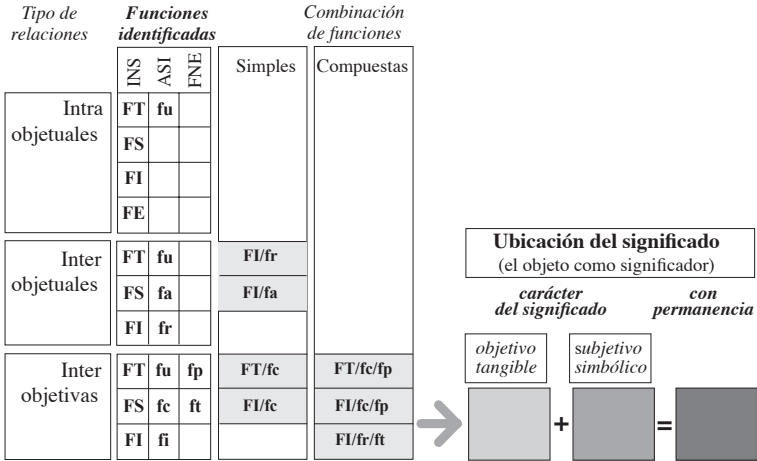 Tipo de
relaciones
Funciones
identificadas
Combinación
de funciones
INS ASI FNE
Simples Compuestas
Intra
objetuales
FT fu
FS
FI
FE
Inter
objetuales
FT fu FI/fr
FS fa FI/fa
FI fr
Inter
objetivas
FT fu fp FT/fc FT/fc/fp
FS fc ft FI/fc FI/fc/fp
FI fi FI/fr/ft
Ubicación del significado
(el objeto como significador)
carácter
del significado
con
permanencia
objetivo
tangible
subjetivo
simbólico
+ =